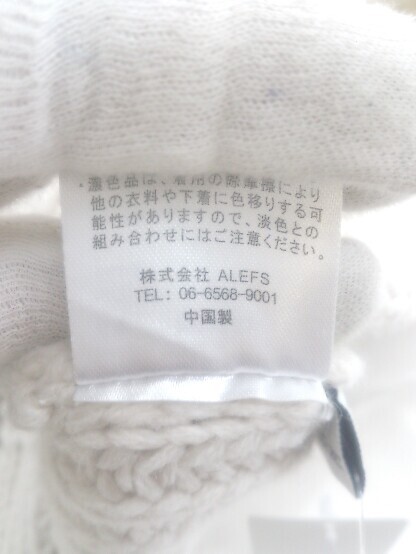 ・濃色品は、着用の際摩擦により
他の衣料や下着に色移りする可
能性がありますので、淡色との
組み合わせにはご注意ください。
株式会社 ALEFS
TEL: 06-6568-9001
中国製